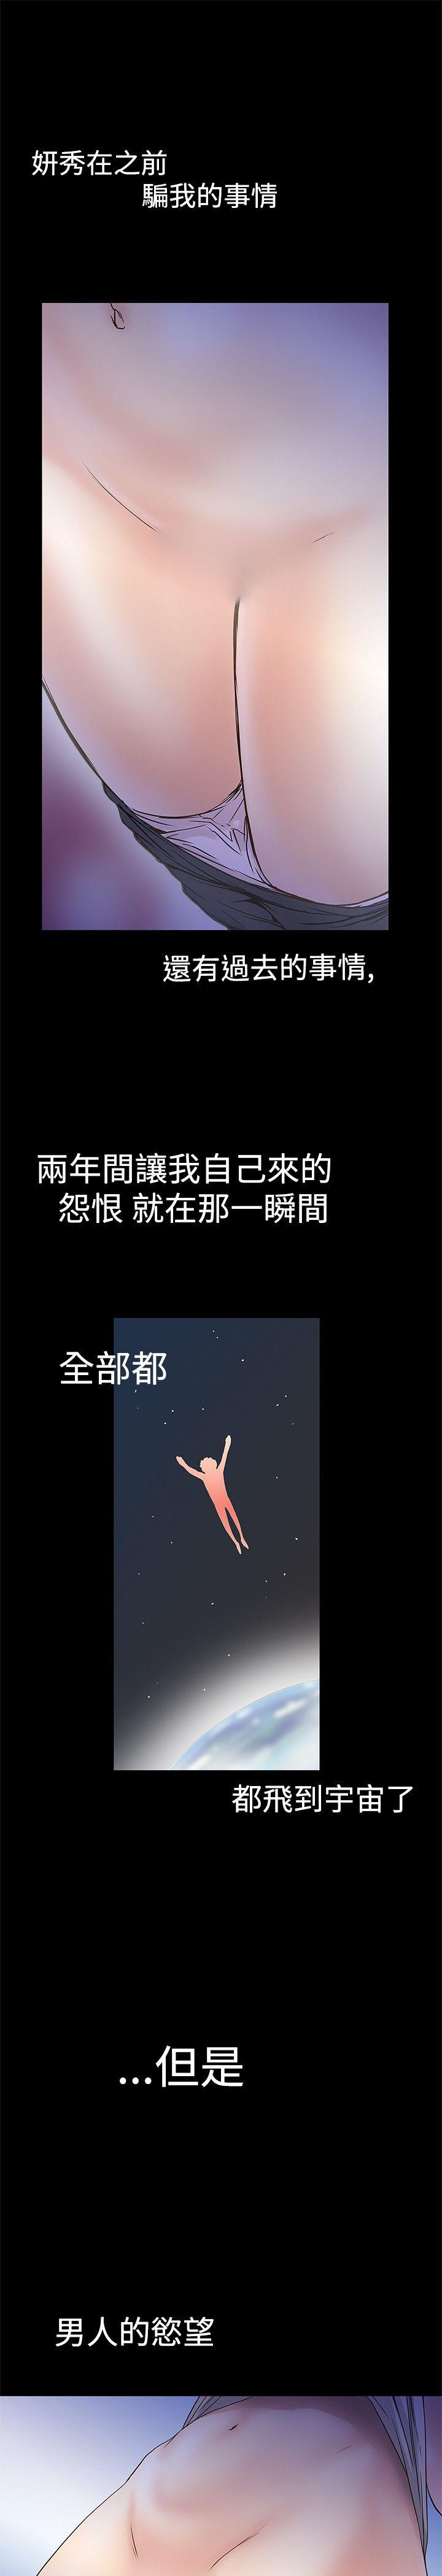 妍秀在之前
騙我的事情
還有過去的事情,
兩年間讓我自己來的
怨恨 就在那一瞬間
全部都
都飛到宇宙了
...但是
男人的慾望